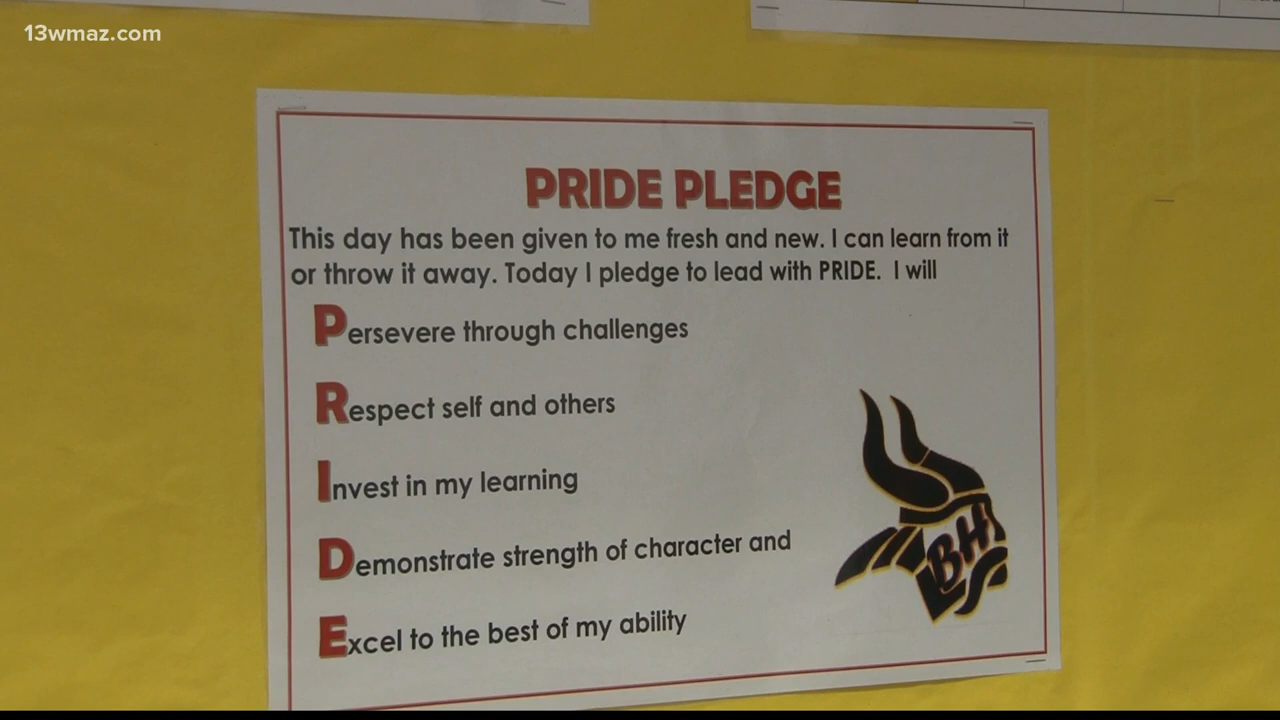 13wmaz.com
PRIDE PLEDGE
This day has been given to me fresh and new. I can learn from it
or throw it away. Today I pledge to lead with PRIDE. I will
Persevere through challenges
Respect self and others
Invest in my learning
Demonstrate strength of character and
Excel to the best of my ability
BH